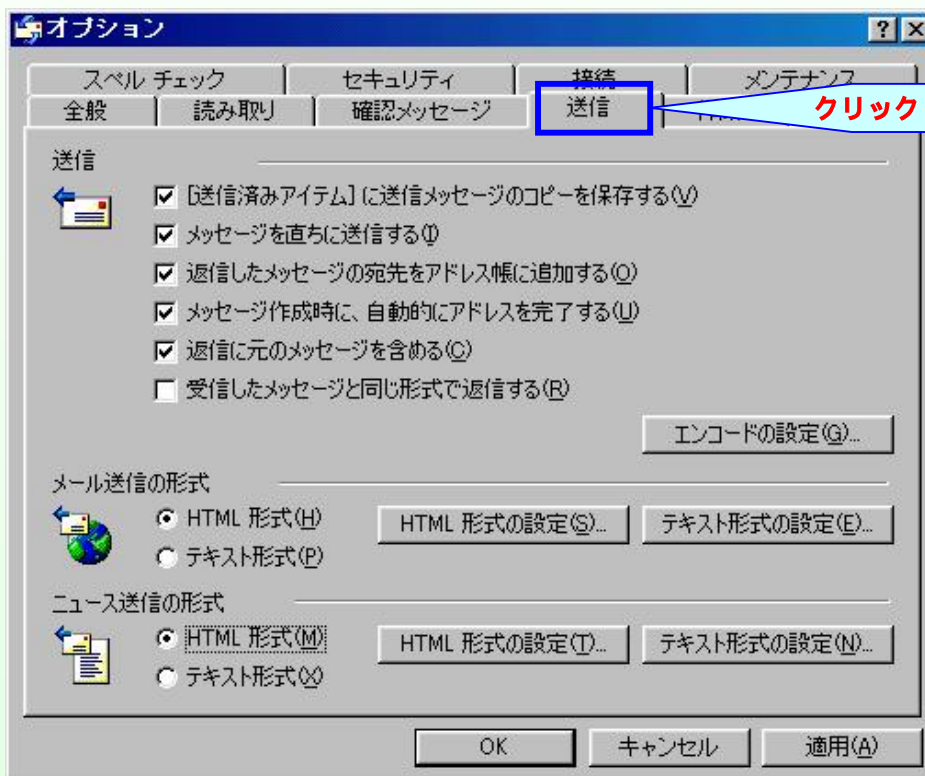 オプション
スペル チェック セキュリティ 接続 メンテナンス
全般 読み取り 確認メッセージ 送信 クリック
送信
[送信済みアイテム] に送信メッセージのコピーを保存する(V)
メッセージを直ちに送信する(I)
返信したメッセージの宛先をアドレス帳に追加する(O)
メッセージ作成時に、自動的にアドレスを完了する(U)
返信に元のメッセージを含める(C)
受信したメッセージと同じ形式で返信する(R)
エンコードの設定(G)...
メール送信の形式
HTML 形式(H) HTML 形式の設定(S)... テキスト形式の設定(E)...
テキスト形式(P)
ニュース送信の形式
HTML 形式(M) HTML 形式の設定(T)... テキスト形式の設定(N)...
テキスト形式(X)
OK キャンセル 適用(A)